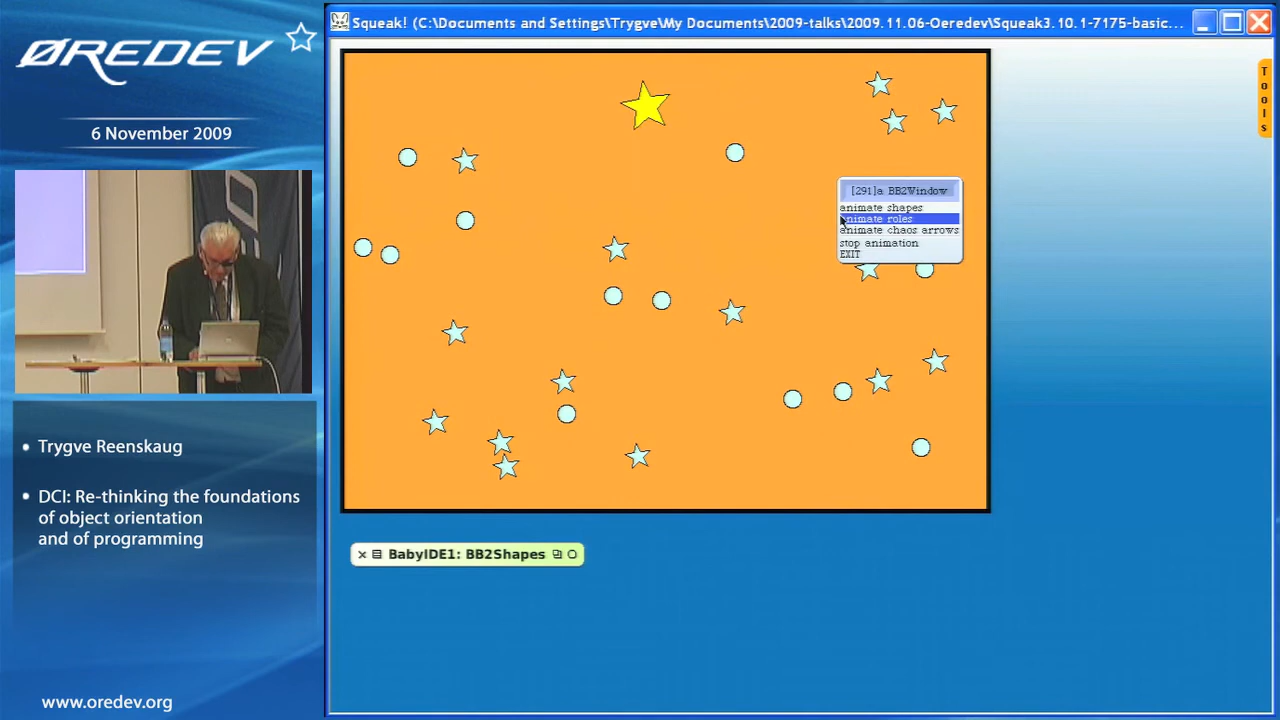 ØREDEV
6 November 2009
Trygve Reenskaug
DCI: Re-thinking the foundations
of object orientation
and of programming
www.oredev.org
Squeak! (C:\Documents and Settings\Trygve\My Documents\2009-talks\2009.11.06-Oeredev\Squeak3.10.1-7175-basic...
Tools
[291]a BB2Window
animate shapes
animate roles
animate chaos arrows
stop animation
EXIT
BabyIDE1: BB2Shapes